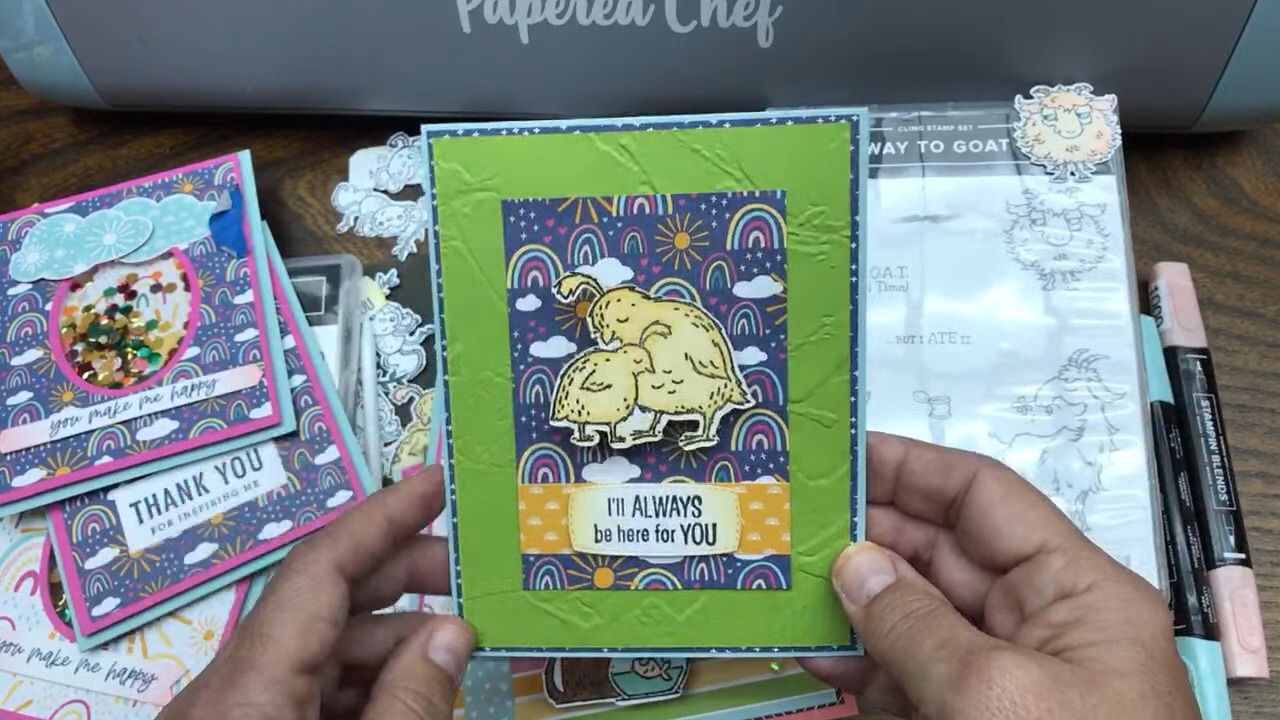 Papered Chef
CLING STAMP SET
WAY TO GOAT
G.O.A.T.
Time)
...BUT I ATE IT.
I'll ALWAYS
be here for YOU
you make me happy
THANK YOU
FOR INSPIRING ME
you make me happy
STAMPIN' BLENDS